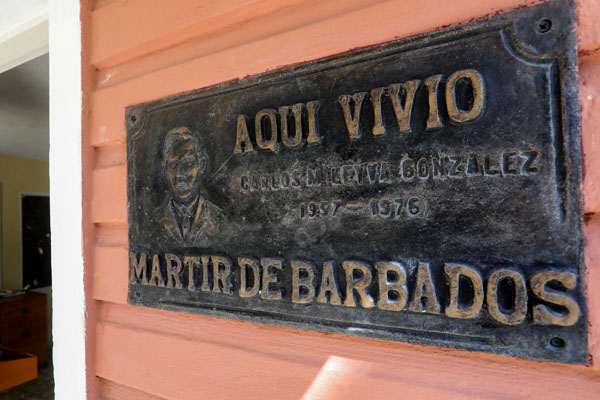 AQUI VIVIO
CARLOS M. LEYVA GONZALEZ
1957 — 1976
MARTIR DE BARBADOS